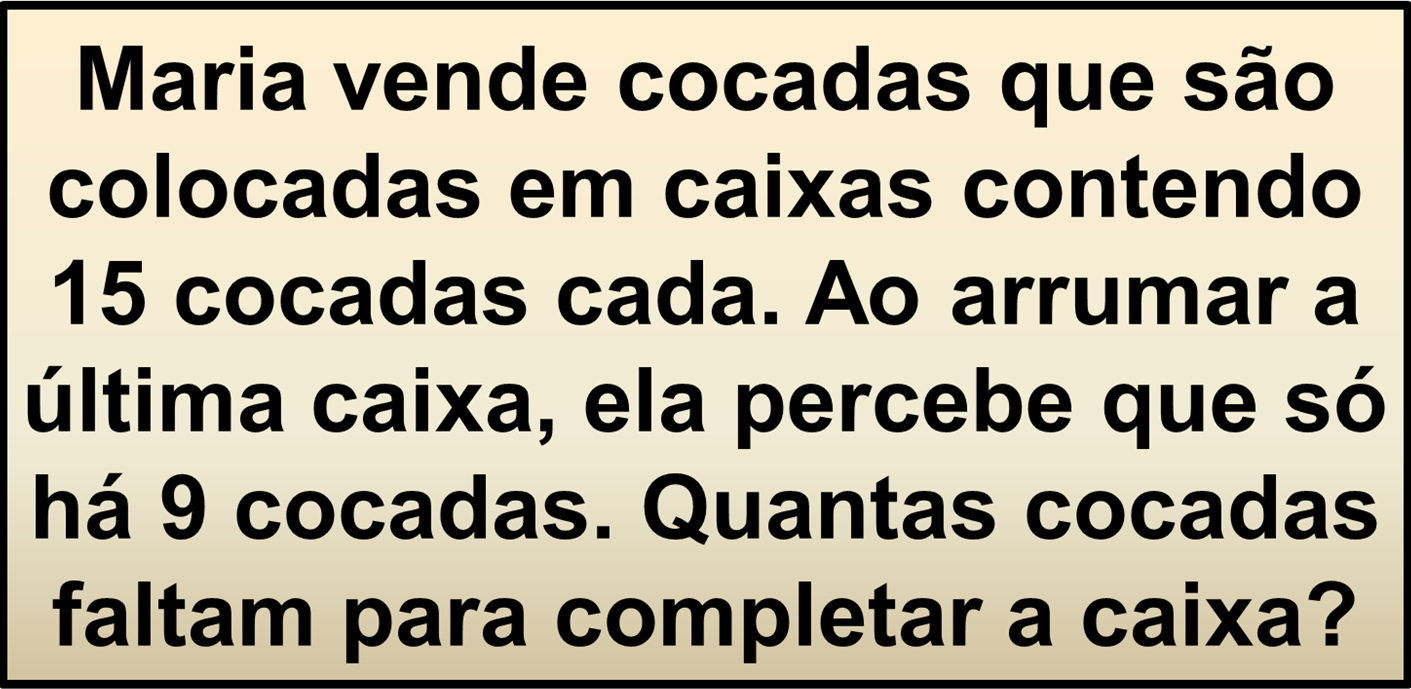 Maria vende cocadas que são
colocadas em caixas contendo
15 cocadas cada. Ao arrumar a
última caixa, ela percebe que só
há 9 cocadas. Quantas cocadas
faltam para completar a caixa?